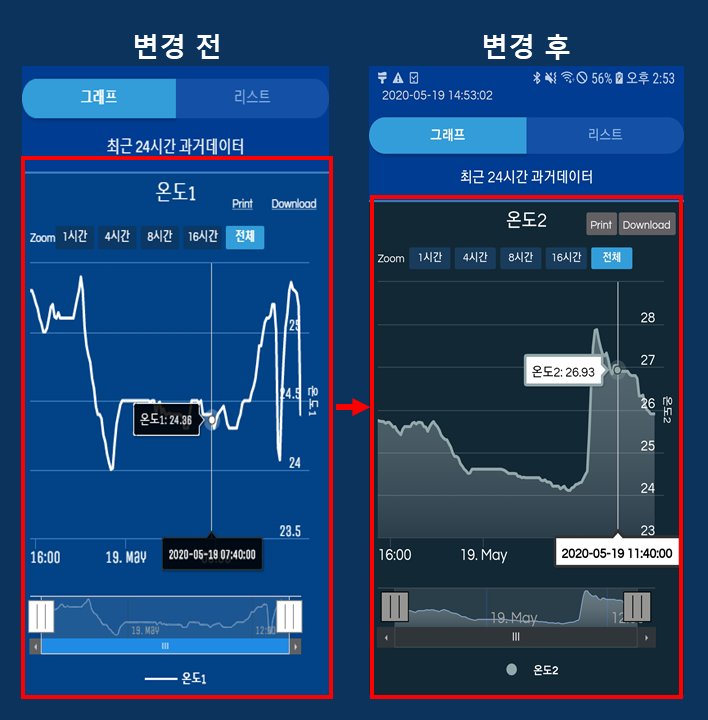 변경 전
그래프 리스트
최근 24시간 과거데이터
온도1
Print Download
Zoom 1시간 4시간 8시간 16시간 전체
25
24.5
온도1
온도1: 24.36
24
23.5
2020-05-19 07:40:00
16:00 19. May
19. May
온도1
변경 후
56% 오후 2:53
2020-05-19 14:53:02
그래프 리스트
최근 24시간 과거데이터
온도2
Print Download
Zoom 1시간 4시간 8시간 16시간 전체
28
27
온도2: 26.93
26
온도2
25
24
23
2020-05-19 11:40:00
16:00 19. May
19. May
온도2